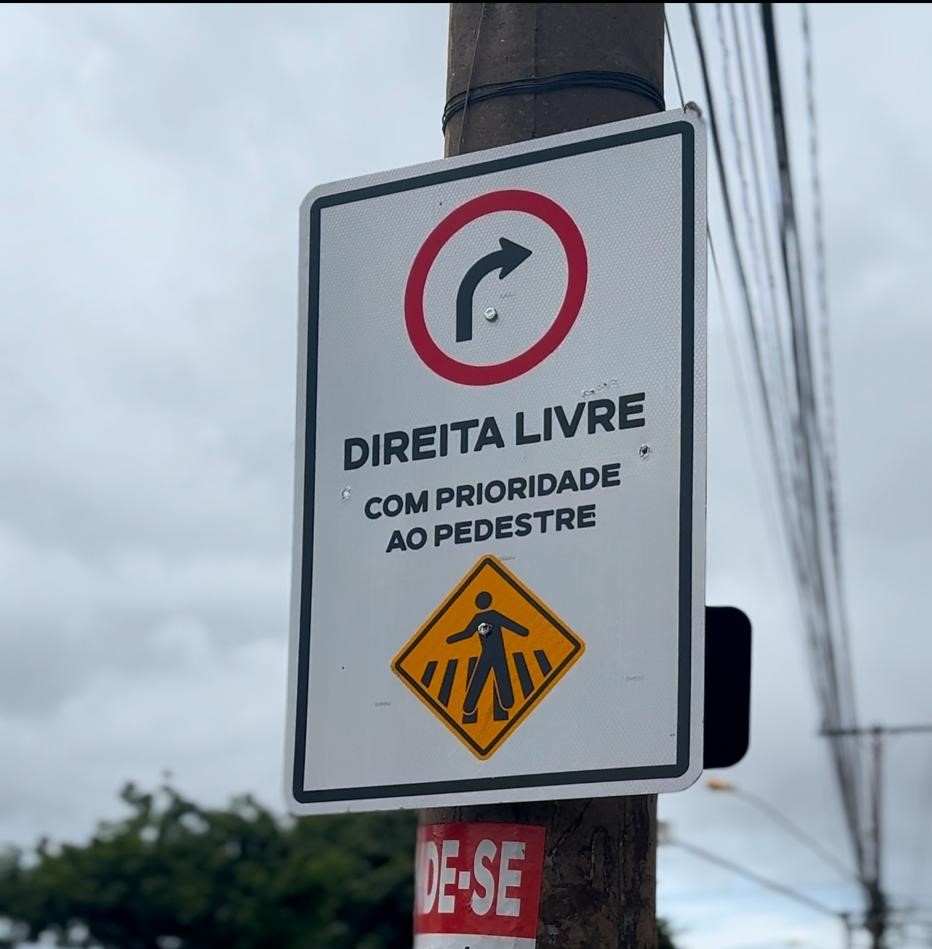 DIREITA LIVRE
COM PRIORIDADE
AO PEDESTRE
DE-SE